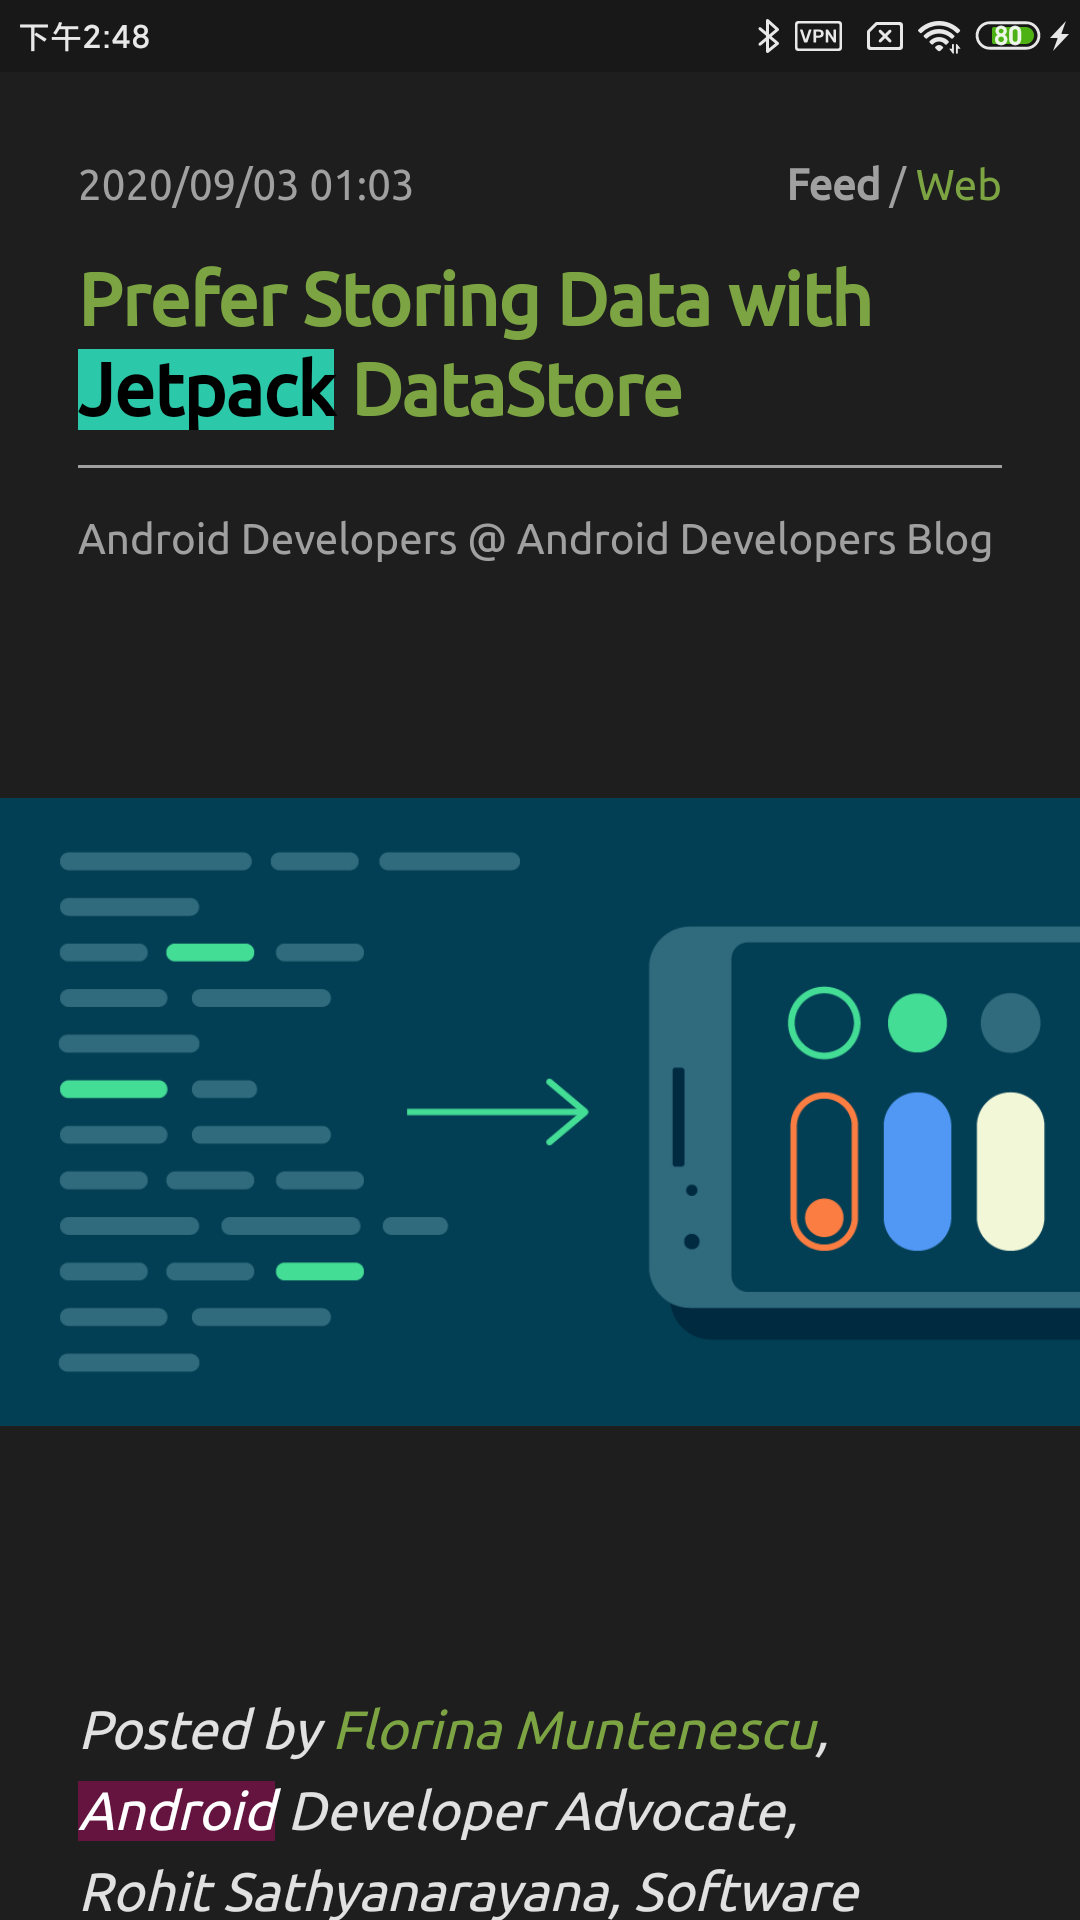 下午2:48
VPN
80
2020/09/03 01:03
Feed / Web
Prefer Storing Data with
Jetpack DataStore
Android Developers @ Android Developers Blog
Posted by Florina Muntenescu,
Android Developer Advocate,
Rohit Sathyanarayana, Software